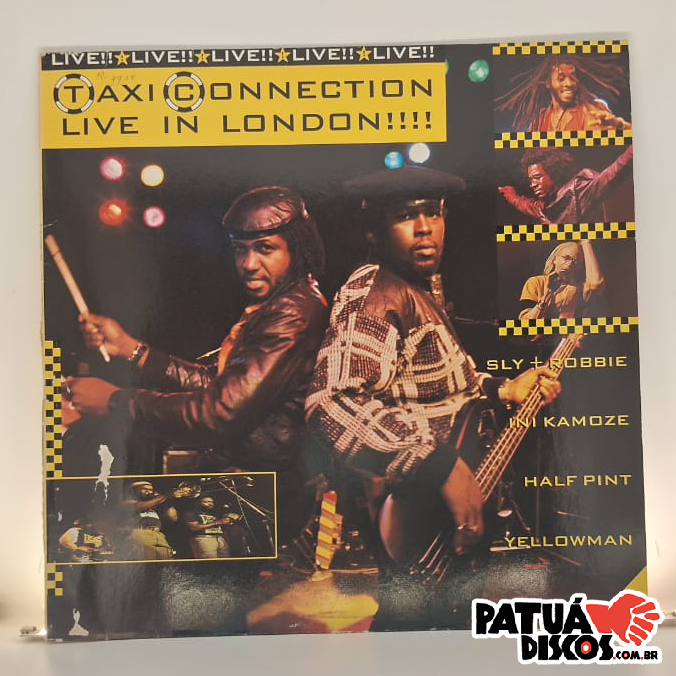 LIVE!!★LIVE!!★LIVE!!★LIVE!!★LIVE!!
TAXI CONNECTION
LIVE IN LONDON!!!!
SLY + ROBBIE
INI KAMOZE
HALF PINT
YELLOWMAN
PATUÁ
DISCOS.COM.BR